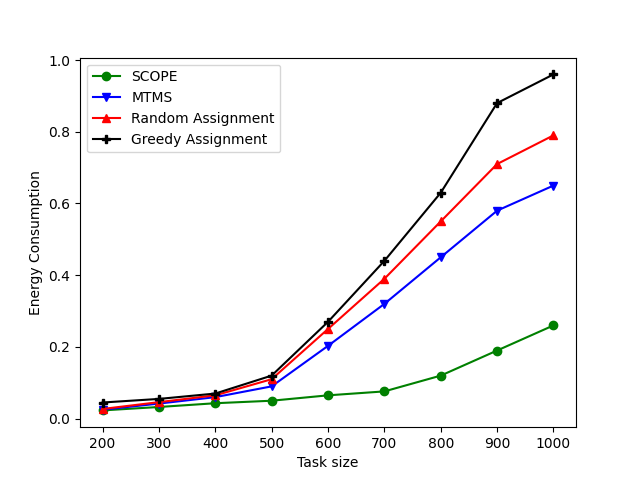 SCOPE
MTMS
Random Assignment
Greedy Assignment
Energy Consumption
1.0
0.8
0.6
0.4
0.2
0.0
200 300 400 500 600 700 800 900 1000
Task size